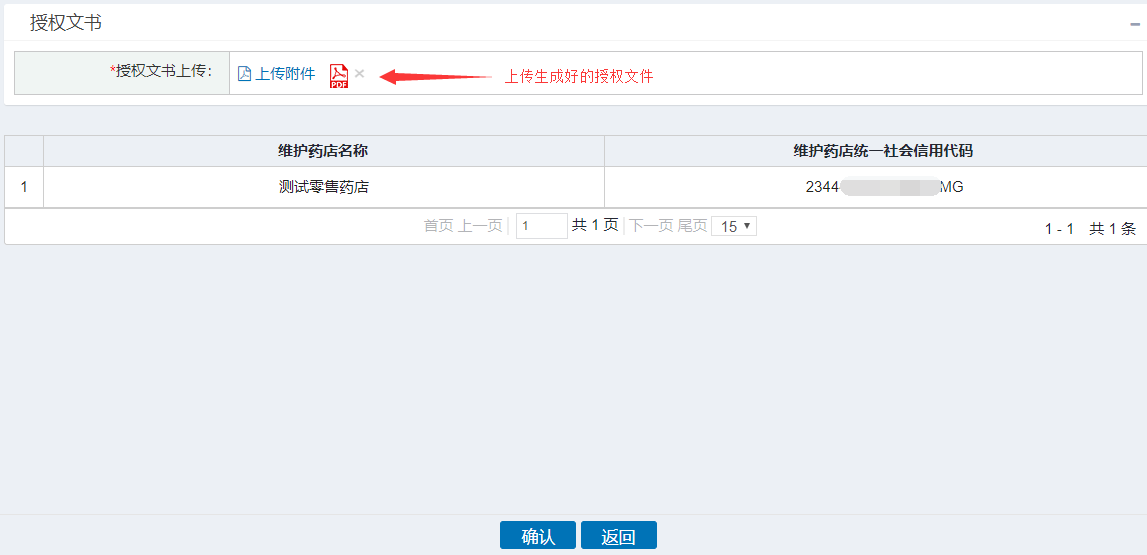 授权文书
*授权文书上传： 上传附件 PDF 上传生成好的授权文件
维护药店名称 维护药店统一社会信用代码
1 测试零售药店 2344 MG
首页 上一页 1 共 1 页 下一页 尾页 15 1 - 1 共 1 条
确认 返回